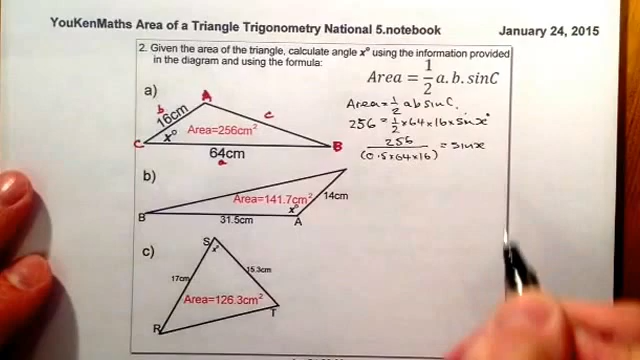 YouKenMaths Area of a Triangle Trigonometry National 5.notebook
January 24, 2015
2. Given the area of the triangle, calculate angle x° using the information provided
in the diagram and using the formula:
Area = 1/2 a.b.sinC
a)
A
b
16cm
c
x°
Area=256cm²
C
B
64cm
a
Area = 1/2 ab sin C.
256 = 1/2 × 64 × 16 × sin x°
256/(0.5×64×16) = sin x
b)
Area=141.7cm²
x°
14cm
B
31.5cm
A
c)
S
x°
17cm
15.3cm
Area=126.3cm²
T
R